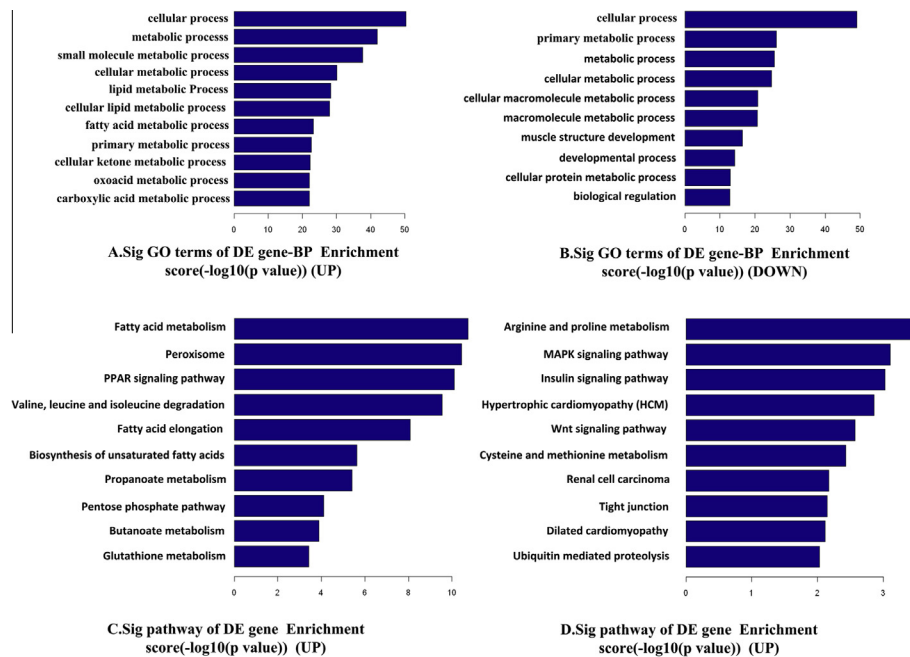 cellular process
metabolic processs
small molecule metabolic process
cellular metabolic process
lipid metabolic Process
cellular lipid metabolic process
fatty acid metabolic process
primary metabolic process
cellular ketone metabolic process
oxoacid metabolic process
carboxylic acid metabolic process
0 10 20 30 40 50
A.Sig GO terms of DE gene-BP Enrichment
score(-log10(p value)) (UP)
cellular process
primary metabolic process
metabolic process
cellular metabolic process
cellular macromolecule metabolic process
macromolecule metabolic process
muscle structure development
developmental process
cellular protein metabolic process
biological regulation
0 10 20 30 40 50
B.Sig GO terms of DE gene-BP Enrichment
score(-log10(p value)) (DOWN)
Fatty acid metabolism
Peroxisome
PPAR signaling pathway
Valine, leucine and isoleucine degradation
Fatty acid elongation
Biosynthesis of unsaturated fatty acids
Propanoate metabolism
Pentose phosphate pathway
Butanoate metabolism
Glutathione metabolism
0 2 4 6 8 10
C.Sig pathway of DE gene Enrichment
score(-log10(p value)) (UP)
Arginine and proline metabolism
MAPK signaling pathway
Insulin signaling pathway
Hypertrophic cardiomyopathy (HCM)
Wnt signaling pathway
Cysteine and methionine metabolism
Renal cell carcinoma
Tight junction
Dilated cardiomyopathy
Ubiquitin mediated proteolysis
0 1 2 3
D.Sig pathway of DE gene Enrichment
score(-log10(p value)) (UP)